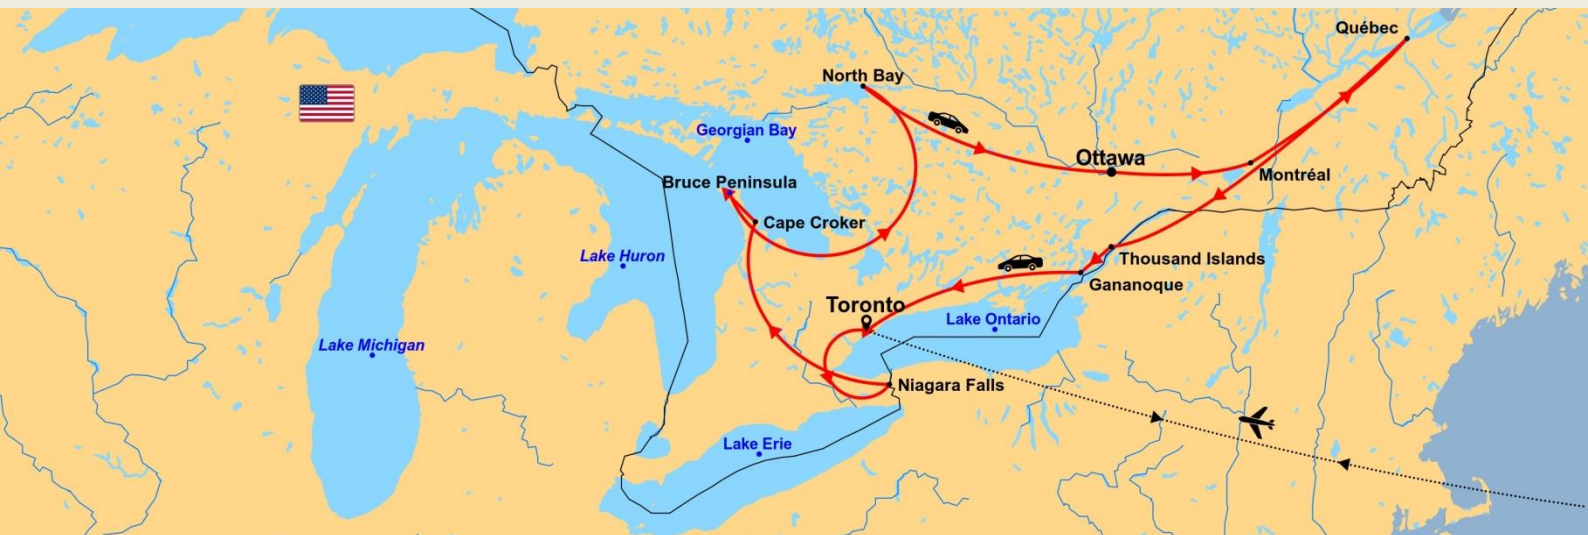 Québec
North Bay
Georgian Bay
Ottawa
Montréal
Bruce Peninsula
Cape Croker
Lake Huron
Thousand Islands
Gananoque
Toronto
Lake Ontario
Lake Michigan
Niagara Falls
Lake Erie